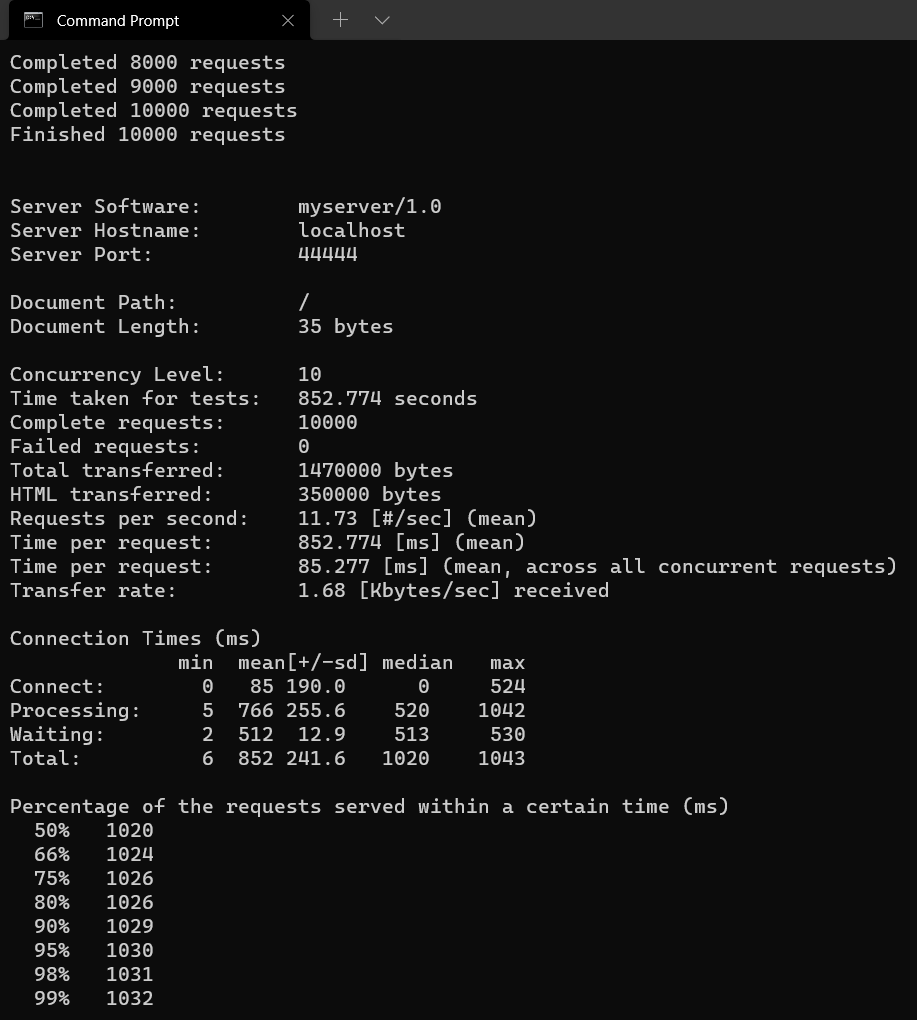 Command Prompt
Completed 8000 requests
Completed 9000 requests
Completed 10000 requests
Finished 10000 requests
Server Software:        myserver/1.0
Server Hostname:        localhost
Server Port:            44444
Document Path:          /
Document Length:        35 bytes
Concurrency Level:      10
Time taken for tests:   852.774 seconds
Complete requests:      10000
Failed requests:        0
Total transferred:      1470000 bytes
HTML transferred:       350000 bytes
Requests per second:    11.73 [#/sec] (mean)
Time per request:       852.774 [ms] (mean)
Time per request:       85.277 [ms] (mean, across all concurrent requests)
Transfer rate:          1.68 [Kbytes/sec] received
Connection Times (ms)
              min  mean[+/-sd] median   max
Connect:        0   85 190.0      0     524
Processing:     5  766 255.6    520    1042
Waiting:        2  512  12.9    513     530
Total:          6  852 241.6   1020    1043
Percentage of the requests served within a certain time (ms)
  50%   1020
  66%   1024
  75%   1026
  80%   1026
  90%   1029
  95%   1030
  98%   1031
  99%   1032